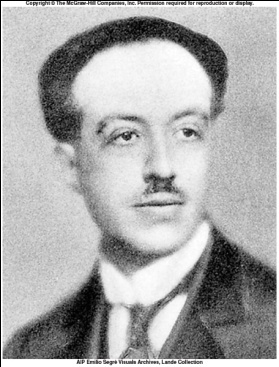 Copyright © The McGraw-Hill Companies, Inc. Permission required for reproduction or display.
AIP Emilio Segrè Visuals Archives, Lande Collection